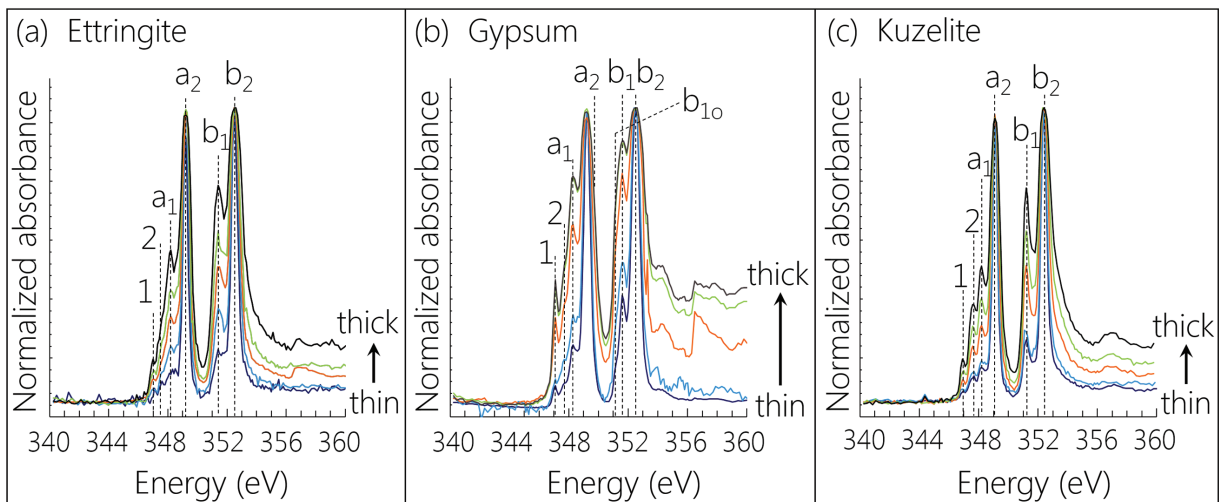 (a) Ettringite
Normalized absorbance
a2
b2
b1
a1
2
1
thick
thin
340 344 348 352 356 360
Energy (eV)
(b) Gypsum
Normalized absorbance
a2 b1 b2
b1o
a1
2
1
thick
thin
340 344 348 352 356 360
Energy (eV)
(c) Kuzelite
Normalized absorbance
a2
b2
b1
a1
2
1
thick
thin
340 344 348 352 356 360
Energy (eV)